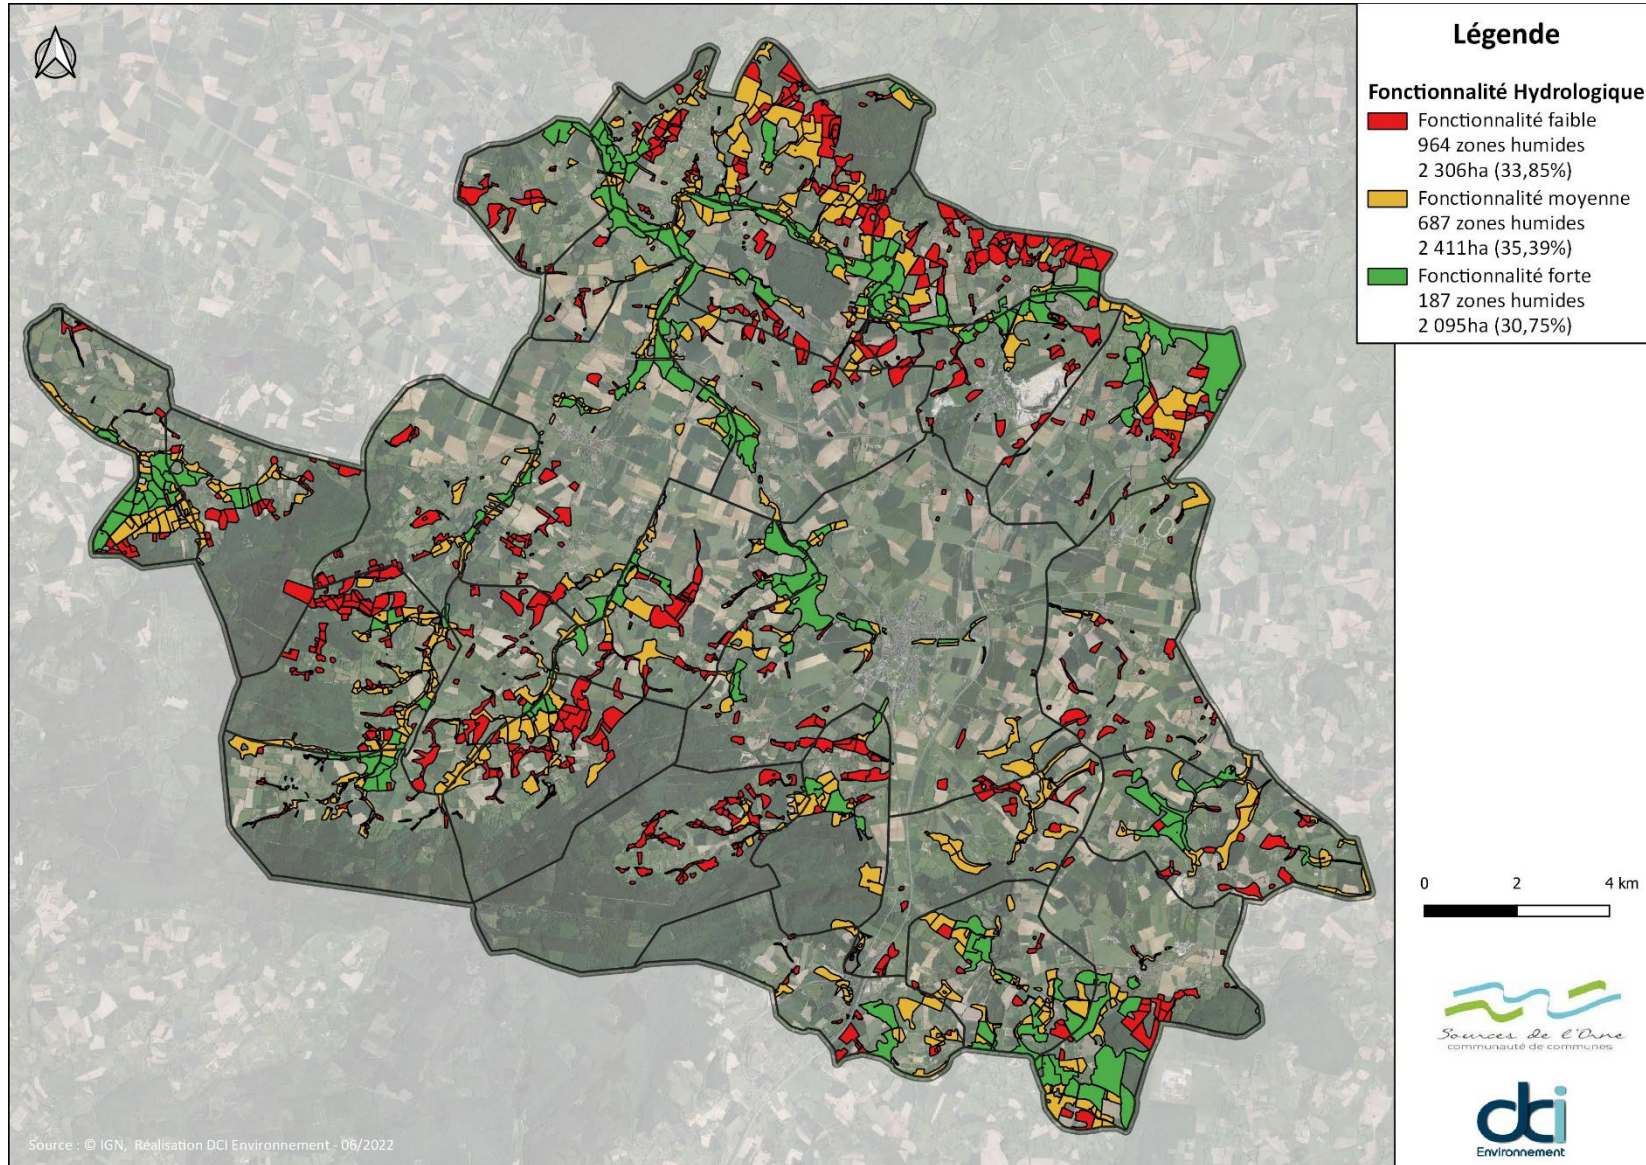 Légende
Fonctionnalité Hydrologique
Fonctionnalité faible
964 zones humides
2 306ha (33,85%)
Fonctionnalité moyenne
687 zones humides
2 411ha (35,39%)
Fonctionnalité forte
187 zones humides
2 095ha (30,75%)
0 2 4 km
Sources de l'Orne
communauté de communes
dci
Environnement
Source : © IGN, Réalisation DCI Environnement - 06/2022